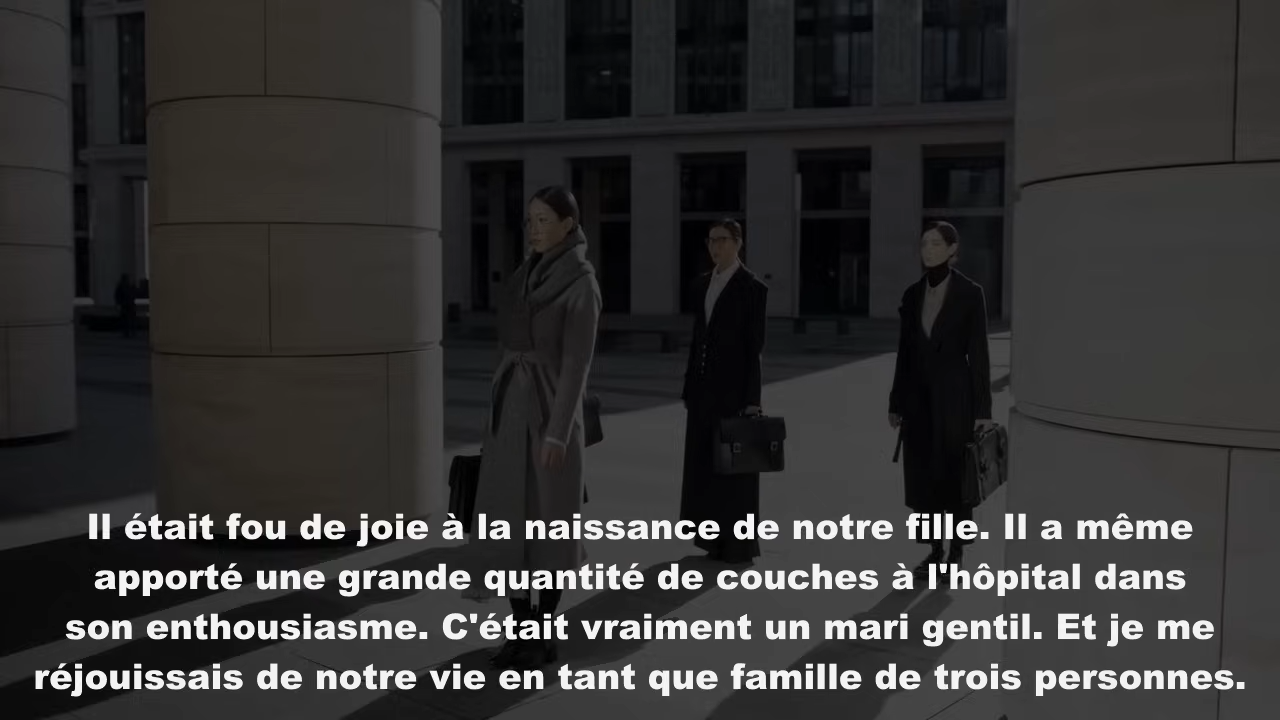 Il était fou de joie à la naissance de notre fille. Il a même
apporté une grande quantité de couches à l'hôpital dans
son enthousiasme. C'était vraiment un mari gentil. Et je me
réjouissais de notre vie en tant que famille de trois personnes.